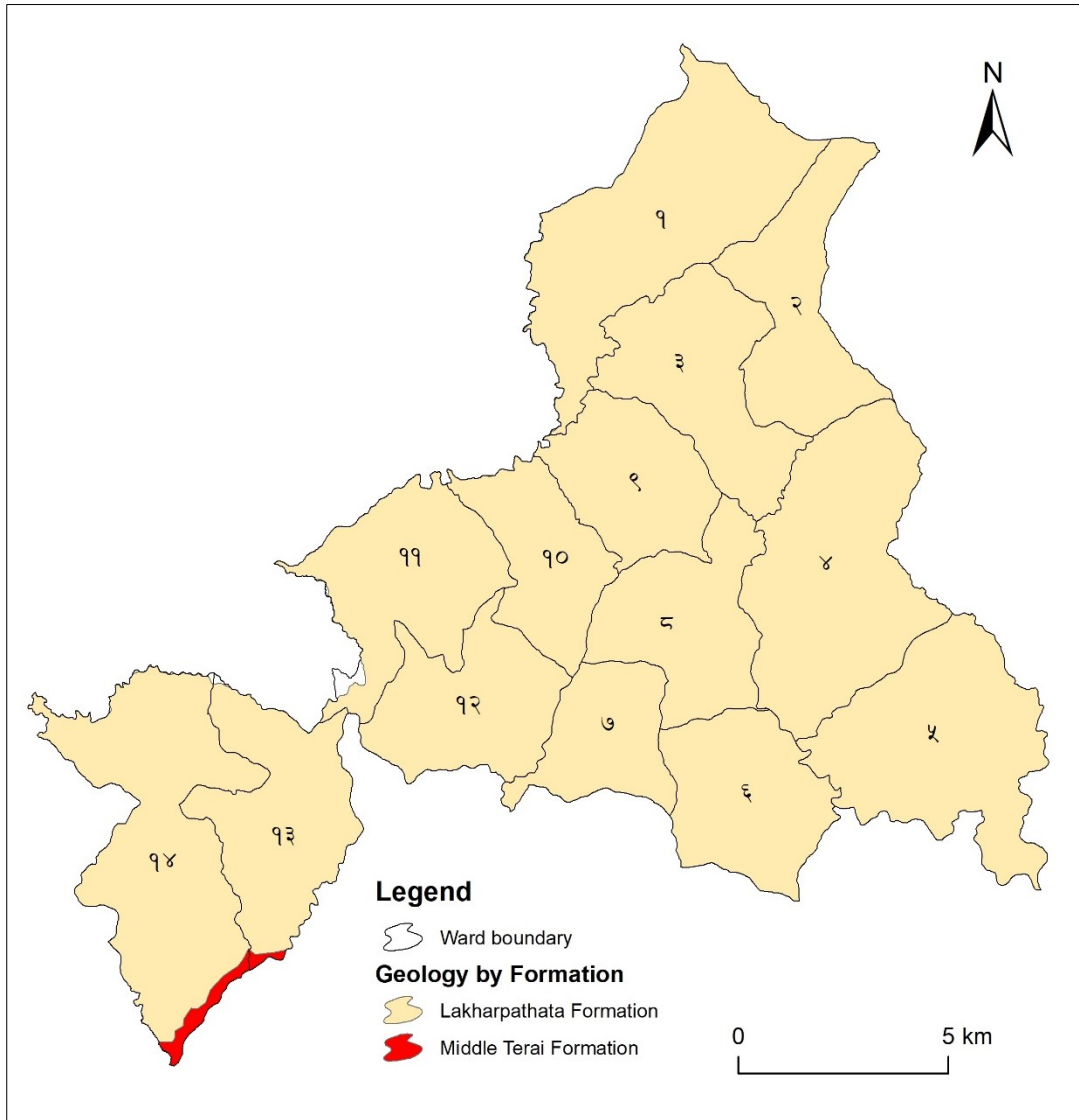 N
१
२
३
९
११
१०
४
८
१२
७
५
६
१३
१४
Legend
Ward boundary
Geology by Formation
Lakharpathata Formation
Middle Terai Formation
0 5 km